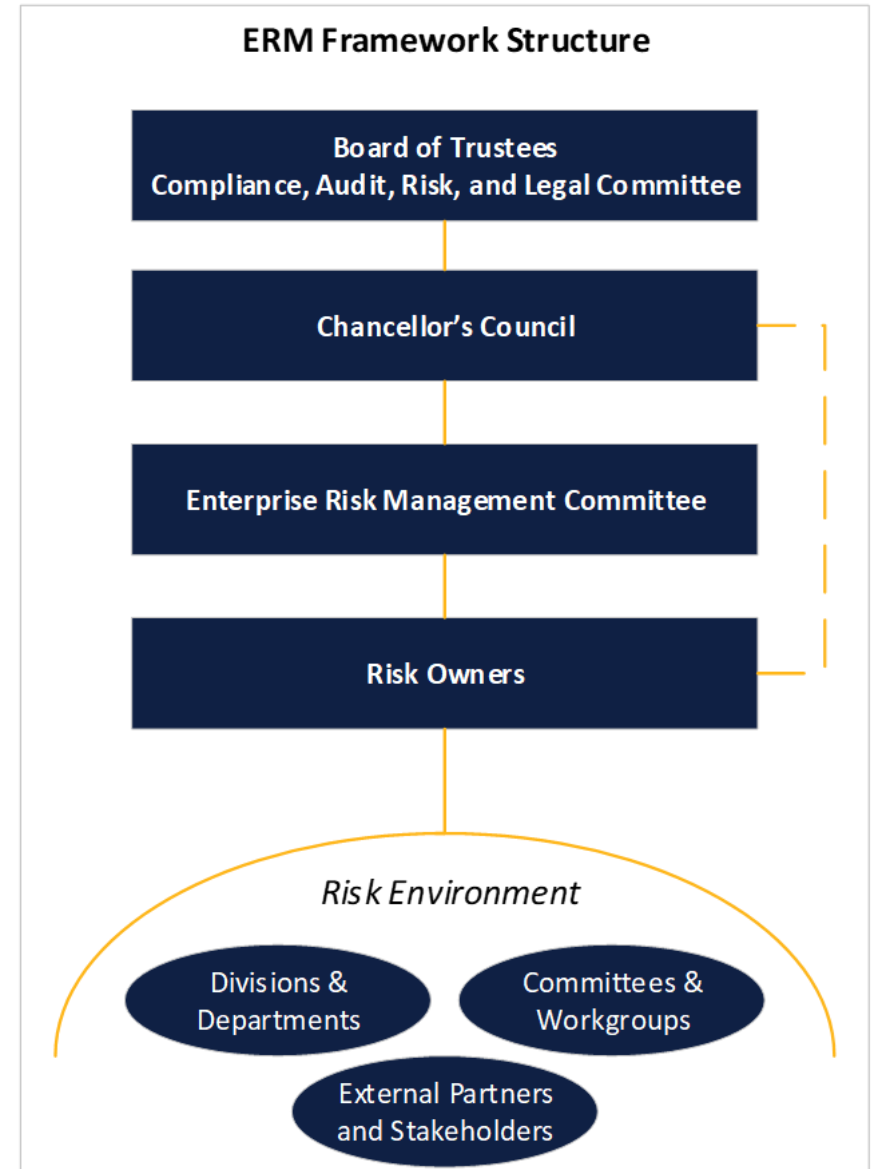 ERM Framework Structure
Board of Trustees
Compliance, Audit, Risk, and Legal Committee
Chancellor’s Council
Enterprise Risk Management Committee
Risk Owners
Risk Environment
Divisions &
Departments
Committees &
Workgroups
External Partners
and Stakeholders